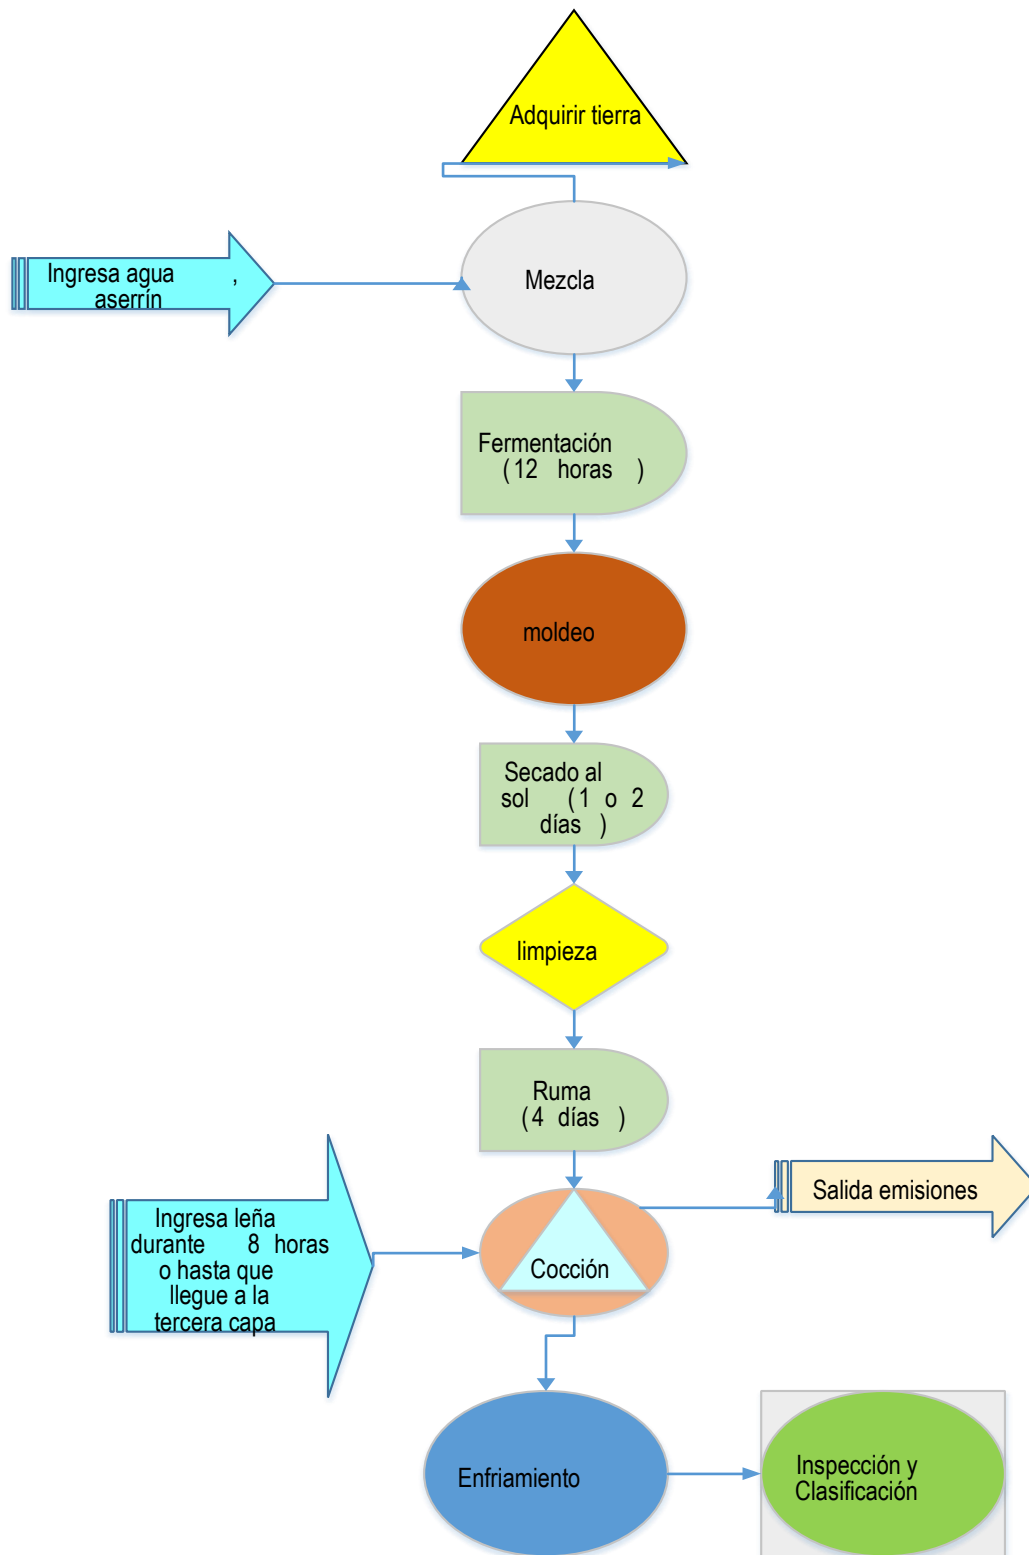 Adquirir tierra
Ingresa agua ,
aserrín
Mezcla
Fermentación
(12 horas )
moldeo
Secado al
sol (1 o 2
días )
limpieza
Ruma
(4 días )
Salida emisiones
Ingresa leña
durante 8 horas
o hasta que
llegue a la
tercera capa
Cocción
Enfriamiento
Inspección y
Clasificación